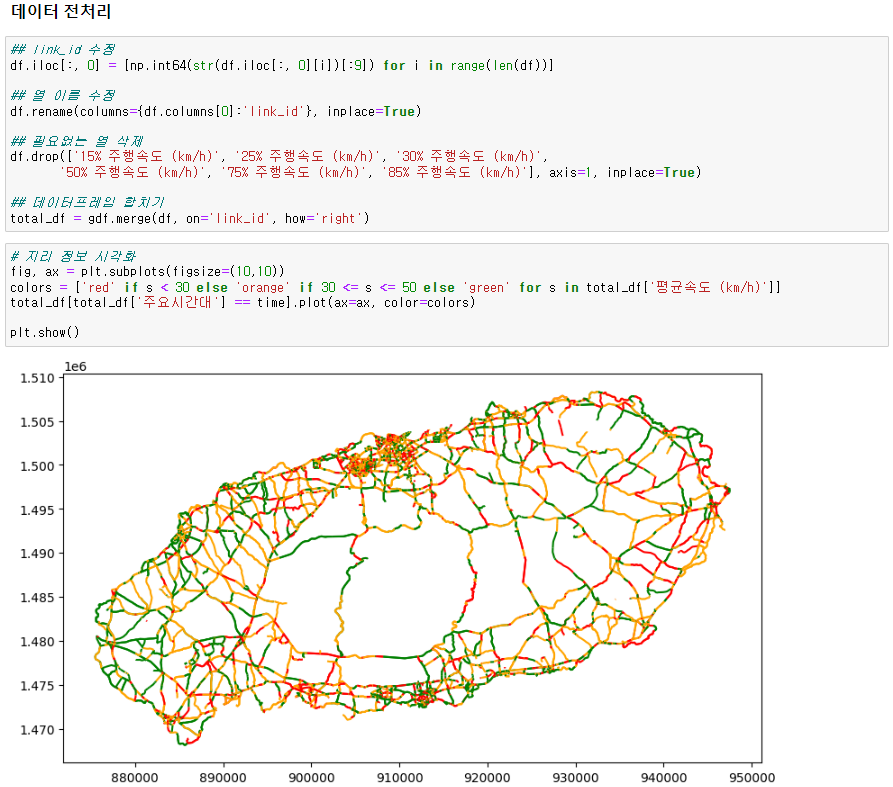 데이터 전처리
## link_id 수정
df.iloc[:, 0] = [np.int64(str(df.iloc[:, 0][i])[:9]) for i in range(len(df))]
## 열 이름 수정
df.rename(columns={df.columns[0]:'link_id'}, inplace=True)
## 필요없는 열 삭제
df.drop(['15% 주행속도 (km/h)', '25% 주행속도 (km/h)', '30% 주행속도 (km/h)',
'50% 주행속도 (km/h)', '75% 주행속도 (km/h)', '85% 주행속도 (km/h)'], axis=1, inplace=True)
## 데이터프레임 합치기
total_df = gdf.merge(df, on='link_id', how='right')
# 지리 정보 시각화
fig, ax = plt.subplots(figsize=(10,10))
colors = ['red' if s < 30 else 'orange' if 30 <= s <= 50 else 'green' for s in total_df['평균속도 (km/h)']]
total_df[total_df['주요시간대'] == time].plot(ax=ax, color=colors)
plt.show()
1e6
1.510
1.505
1.500
1.495
1.490
1.485
1.480
1.475
1.470
880000 890000 900000 910000 920000 930000 940000 950000